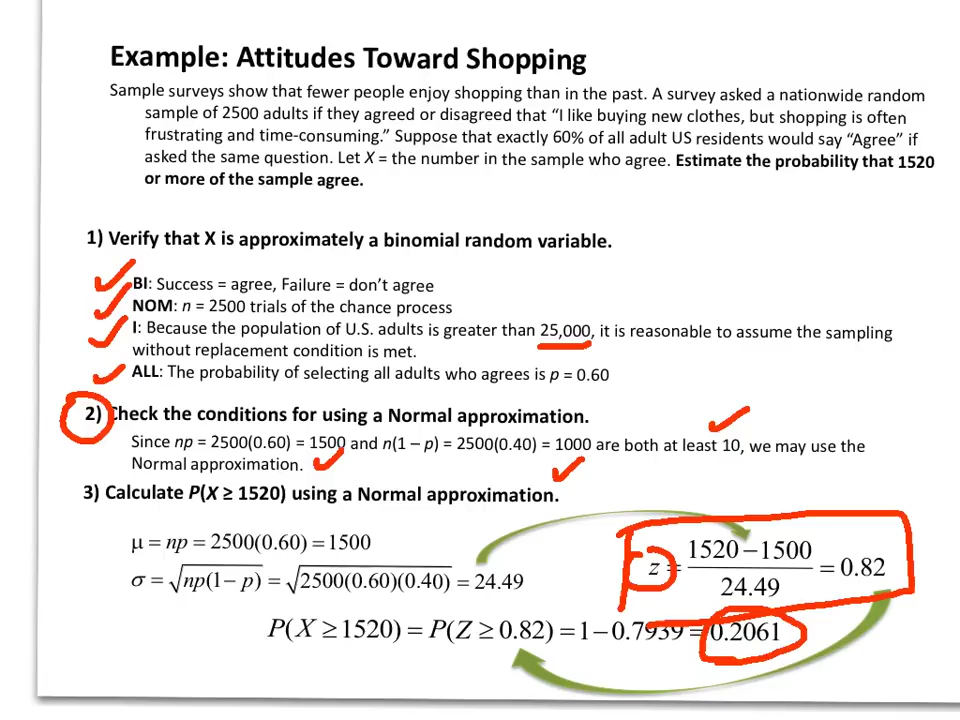 Example: Attitudes Toward Shopping
Sample surveys show that fewer people enjoy shopping than in the past. A survey asked a nationwide random
sample of 2500 adults if they agreed or disagreed that “I like buying new clothes, but shopping is often
frustrating and time-consuming.” Suppose that exactly 60% of all adult US residents would say “Agree” if
asked the same question. Let X = the number in the sample who agree. Estimate the probability that 1520
or more of the sample agree.
1) Verify that X is approximately a binomial random variable.
BI: Success = agree, Failure = don’t agree
NOM: n = 2500 trials of the chance process
I: Because the population of U.S. adults is greater than 25,000, it is reasonable to assume the sampling
without replacement condition is met.
ALL: The probability of selecting all adults who agrees is p = 0.60
2) Check the conditions for using a Normal approximation.
Since np = 2500(0.60) = 1500 and n(1 – p) = 2500(0.40) = 1000 are both at least 10, we may use the
Normal approximation.
3) Calculate P(X ≥ 1520) using a Normal approximation.
μ = np = 2500(0.60) = 1500
σ = √np(1− p) = √2500(0.60)(0.40) = 24.49
z = (1520 −1500)/24.49 = 0.82
P(X ≥1520) = P(Z ≥ 0.82) = 1−0.7939 = 0.2061